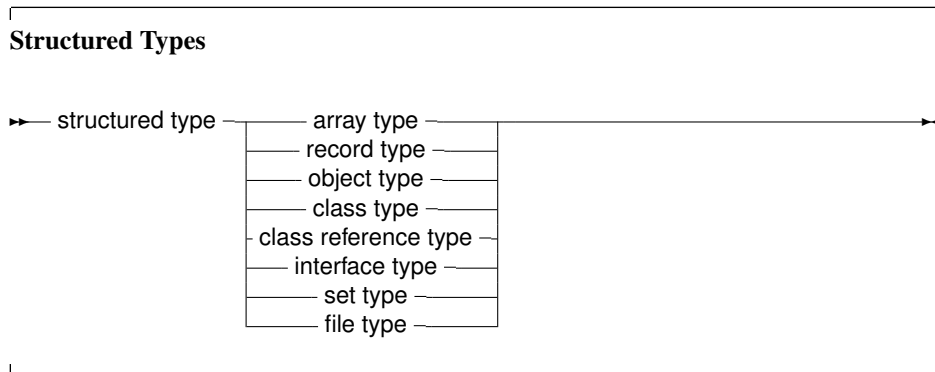 Structured Types
structured type array type
record type
object type
class type
class reference type
interface type
set type
file type